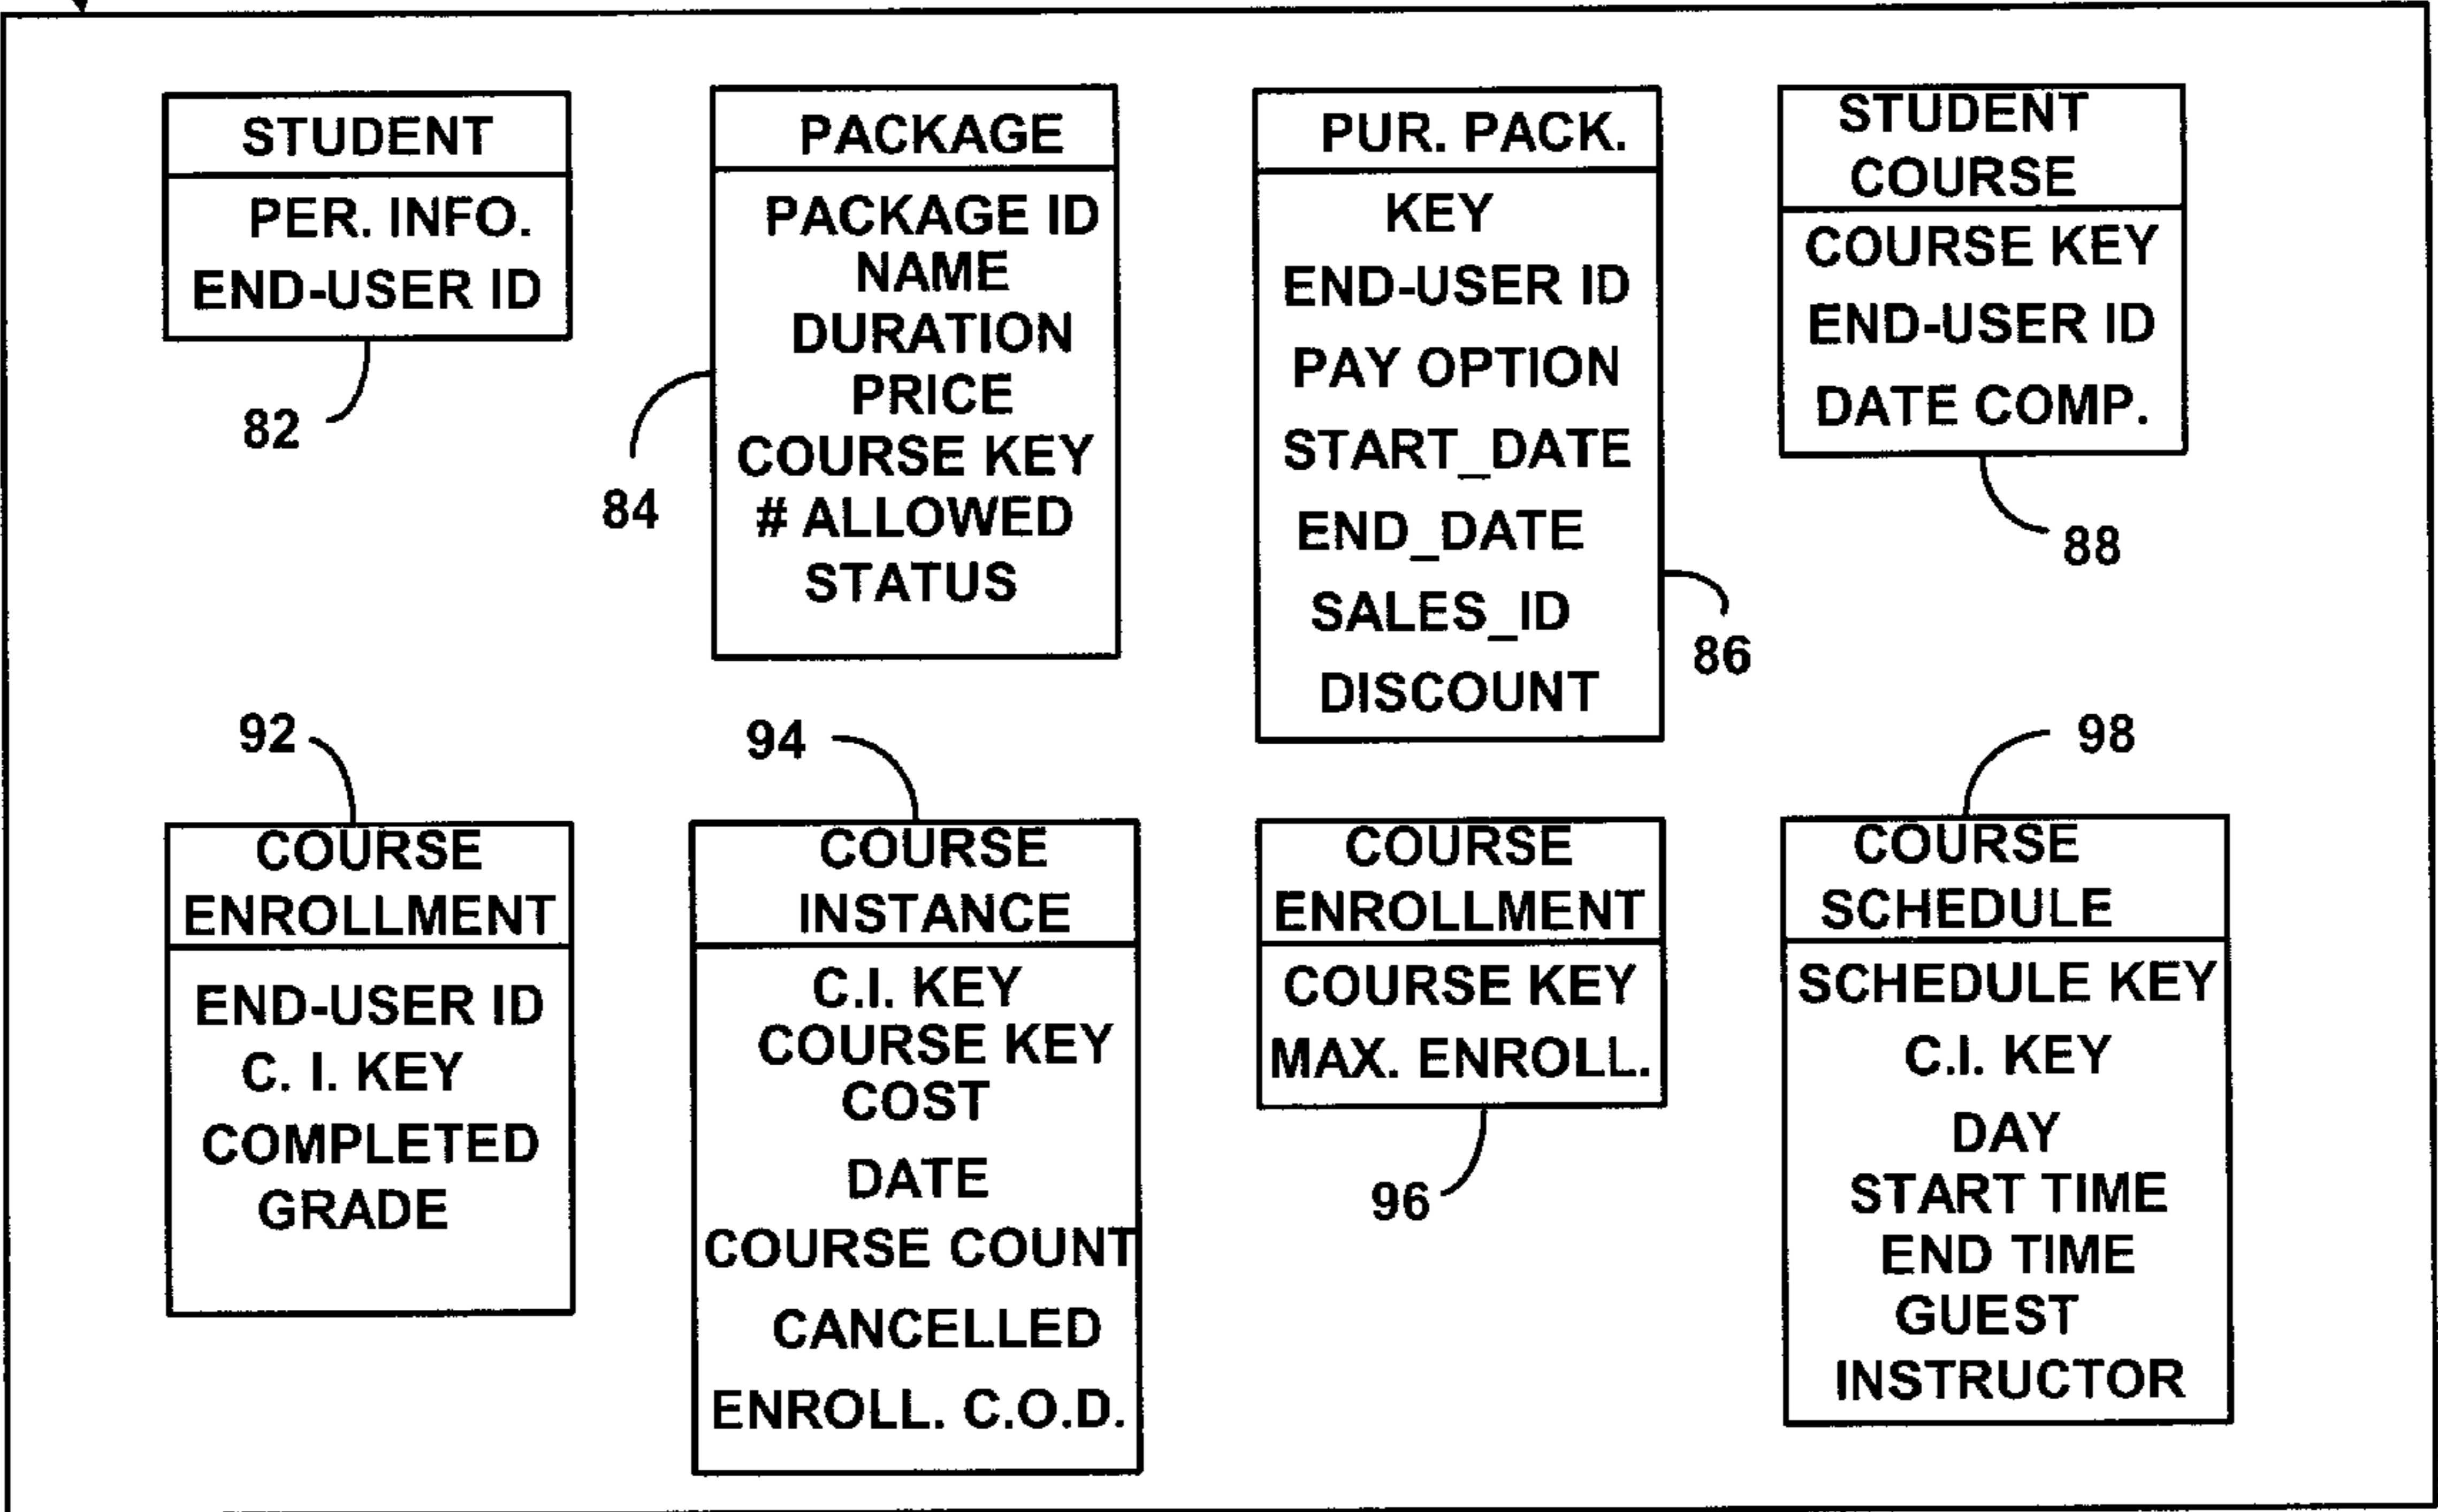 STUDENT
PER. INFO.
END-USER ID
82
PACKAGE
PACKAGE ID
NAME
DURATION
PRICE
COURSE KEY
# ALLOWED
STATUS
84
PUR. PACK.
KEY
END-USER ID
PAY OPTION
START_DATE
END_DATE
SALES_ID
DISCOUNT
86
STUDENT
COURSE
COURSE KEY
END-USER ID
DATE COMP.
88
92
COURSE
ENROLLMENT
END-USER ID
C. I. KEY
COMPLETED
GRADE
94
COURSE
INSTANCE
C.I. KEY
COURSE KEY
COST
DATE
COURSE COUNT
CANCELLED
ENROLL. C.O.D.
COURSE
ENROLLMENT
COURSE KEY
MAX. ENROLL.
96
98
COURSE
SCHEDULE
SCHEDULE KEY
C.I. KEY
DAY
START TIME
END TIME
GUEST
INSTRUCTOR